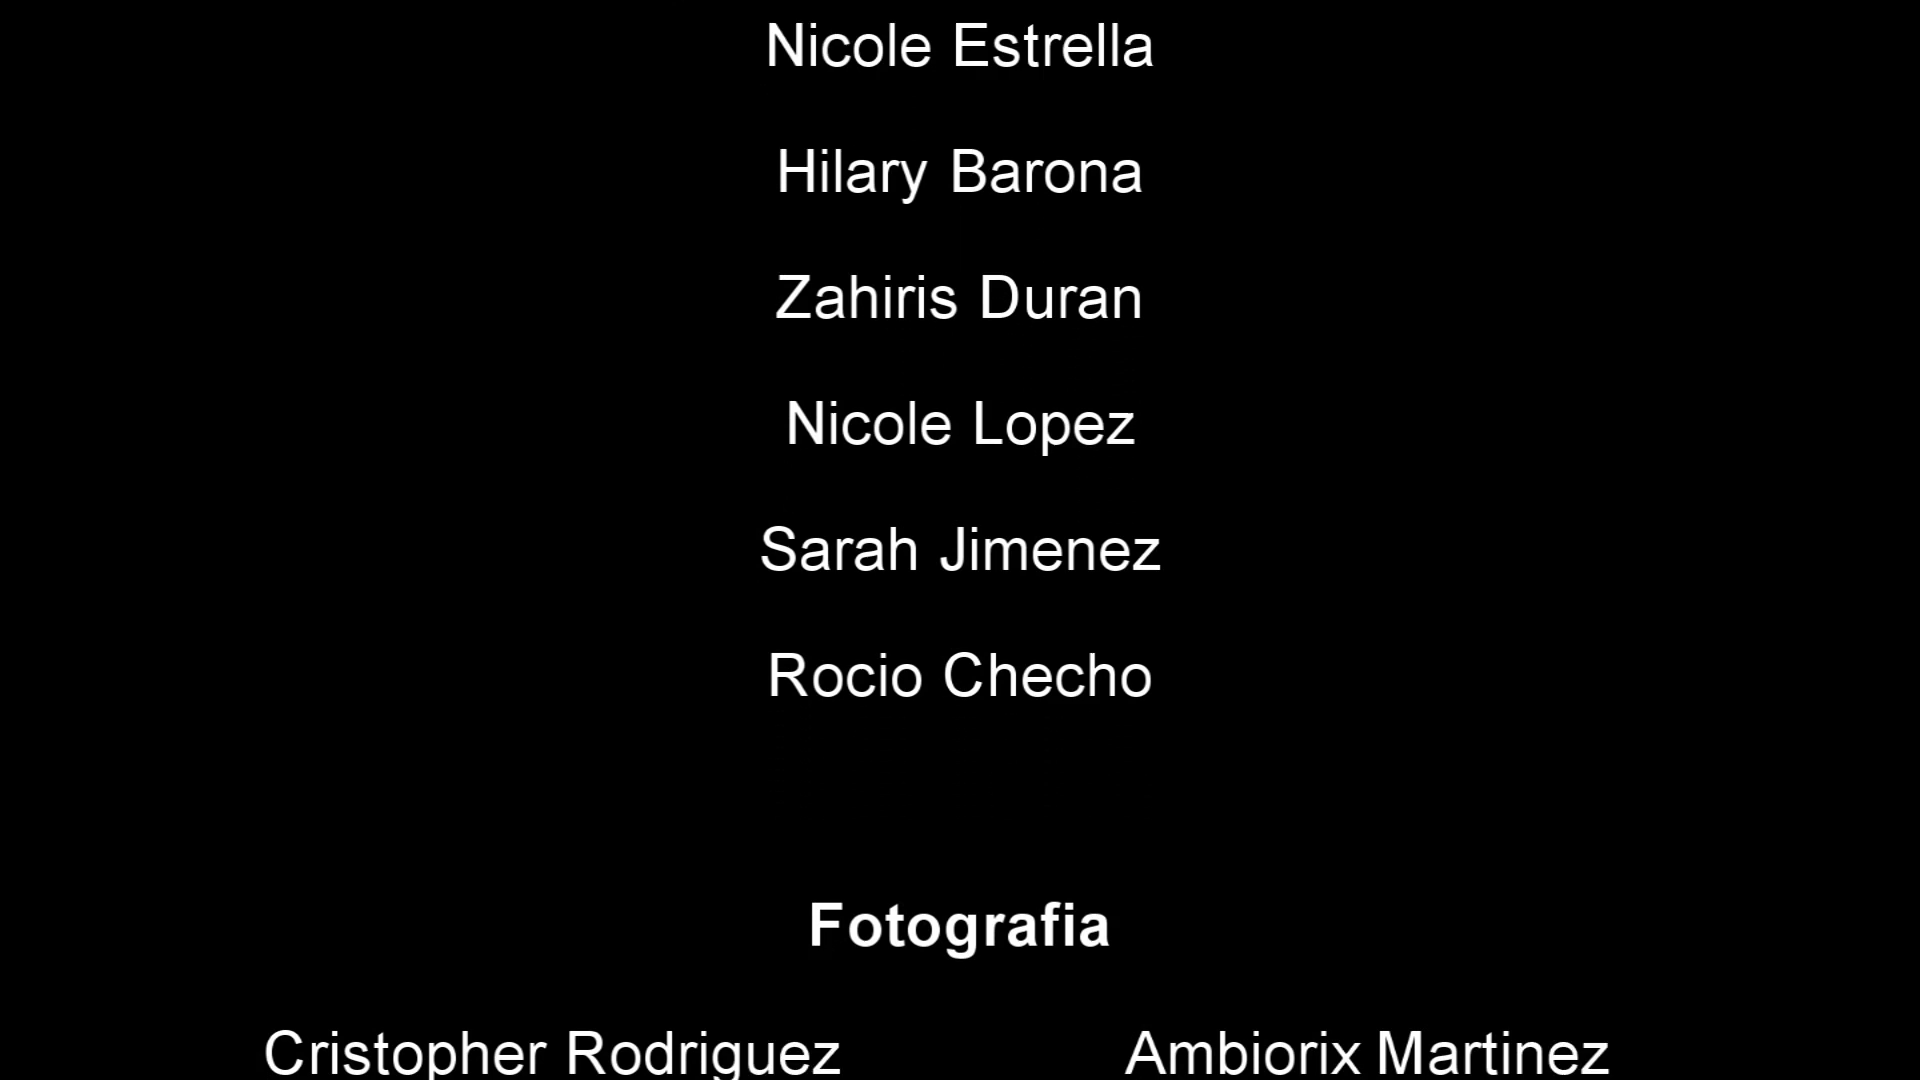 Nicole Estrella
Hilary Barona
Zahiris Duran
Nicole Lopez
Sarah Jimenez
Rocio Checho
Fotografia
Cristopher Rodriguez Ambiorix Martinez